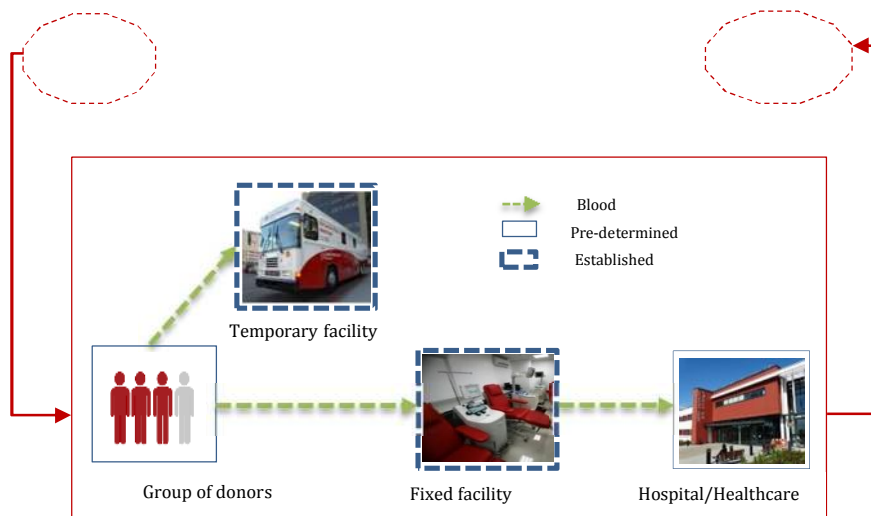 Blood
Pre-determined
Established
Temporary facility
Group of donors
Fixed facility
Hospital/Healthcare